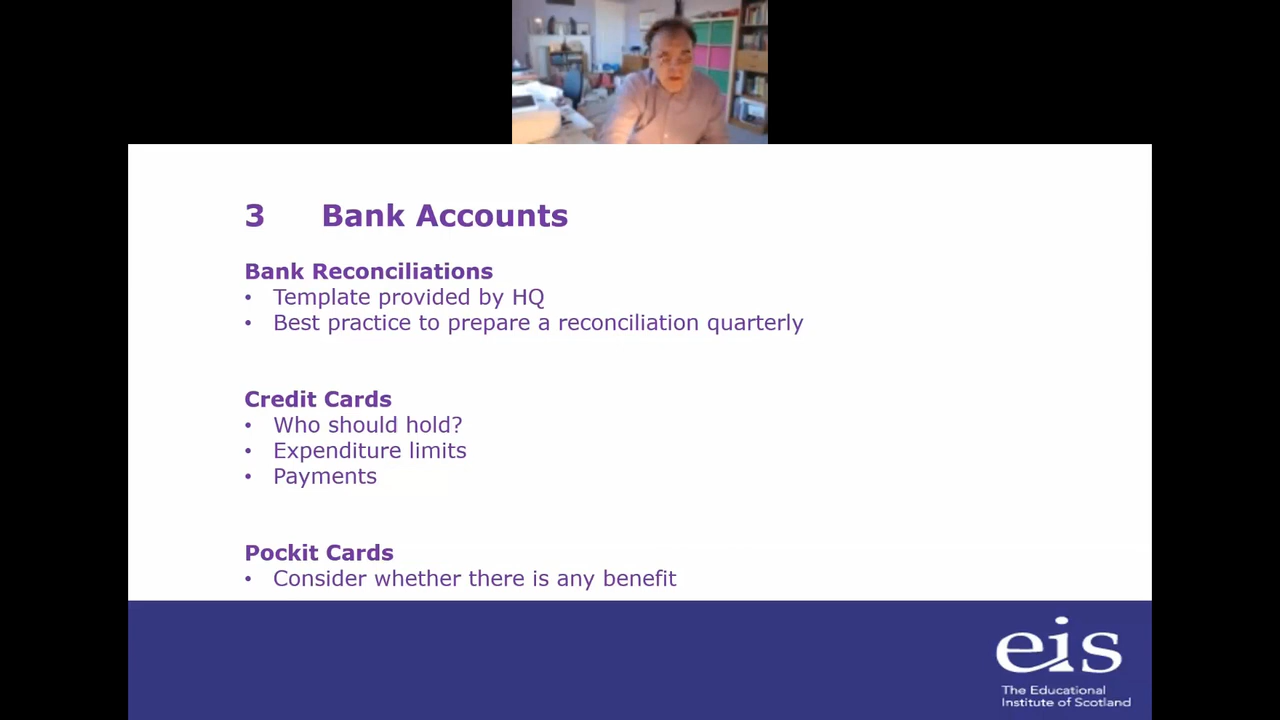 3 Bank Accounts
Bank Reconciliations
• Template provided by HQ
• Best practice to prepare a reconciliation quarterly
Credit Cards
• Who should hold?
• Expenditure limits
• Payments
Pockit Cards
• Consider whether there is any benefit
eis
The Educational
Institute of Scotland